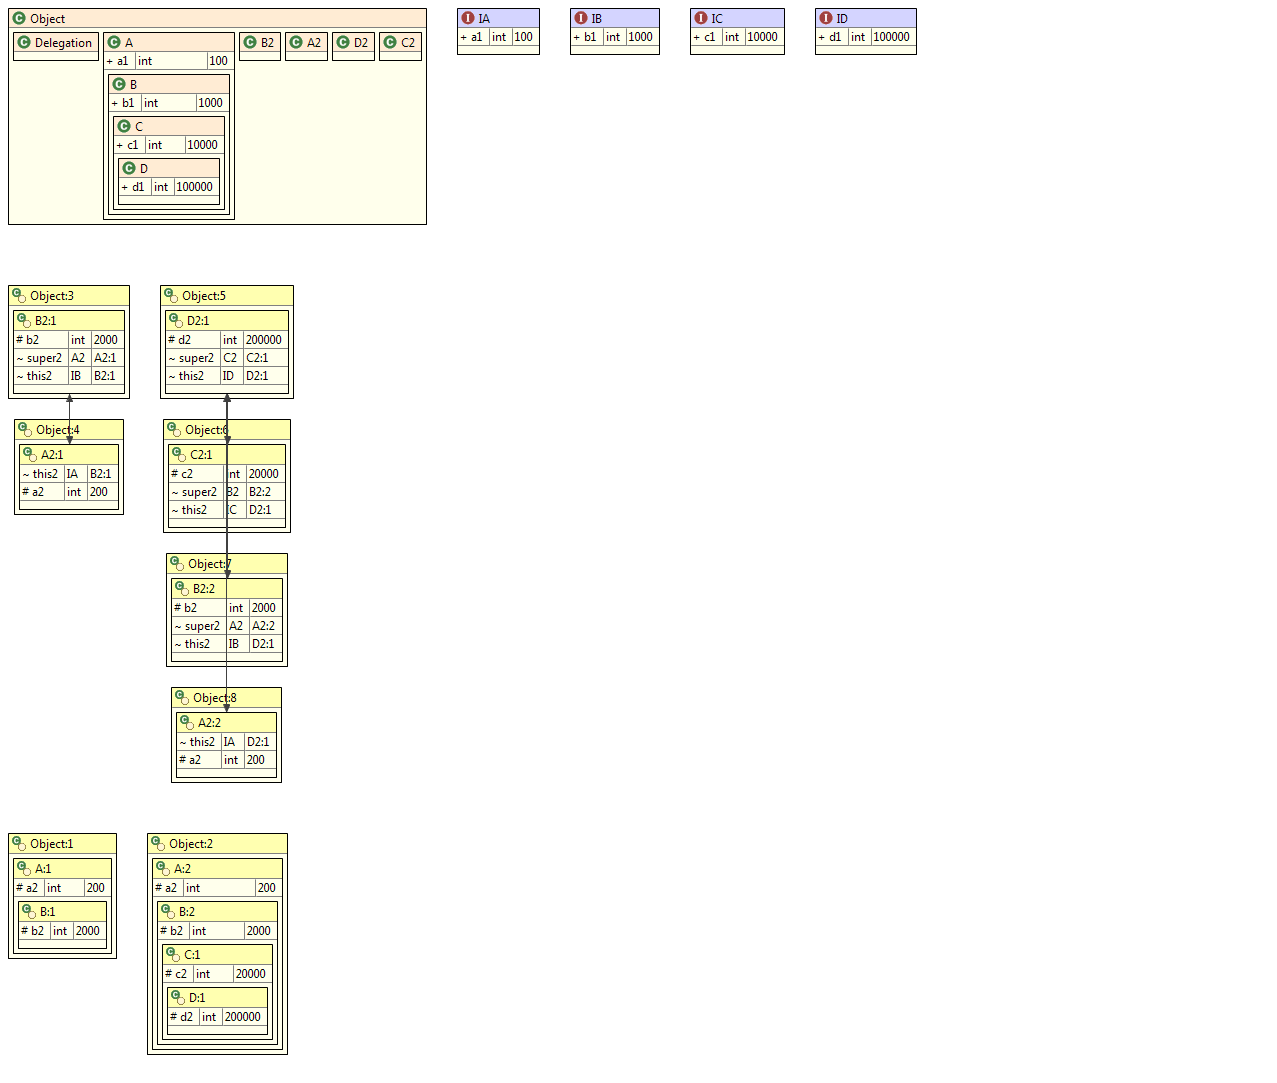 Object
Delegation
A
B2
A2
D2
C2
+ a1 int 100
B
+ b1 int 1000
C
+ c1 int 10000
D
+ d1 int 100000
IA
+ a1 int 100
IB
+ b1 int 1000
IC
+ c1 int 10000
ID
+ d1 int 100000
Object:3
B2:1
# b2 int 2000
~ super2 A2 A2:1
~ this2 IB B2:1
Object:4
A2:1
~ this2 IA B2:1
# a2 int 200
Object:5
D2:1
# d2 int 200000
~ super2 C2 C2:1
~ this2 ID D2:1
Object:6
C2:1
# c2 int 20000
~ super2 B2 B2:2
~ this2 IC D2:1
Object:7
B2:2
# b2 int 2000
~ super2 A2 A2:2
~ this2 IB D2:1
Object:8
A2:2
~ this2 IA D2:1
# a2 int 200
Object:1
A:1
# a2 int 200
B:1
# b2 int 2000
Object:2
A:2
# a2 int 200
B:2
# b2 int 2000
C:1
# c2 int 20000
D:1
# d2 int 200000